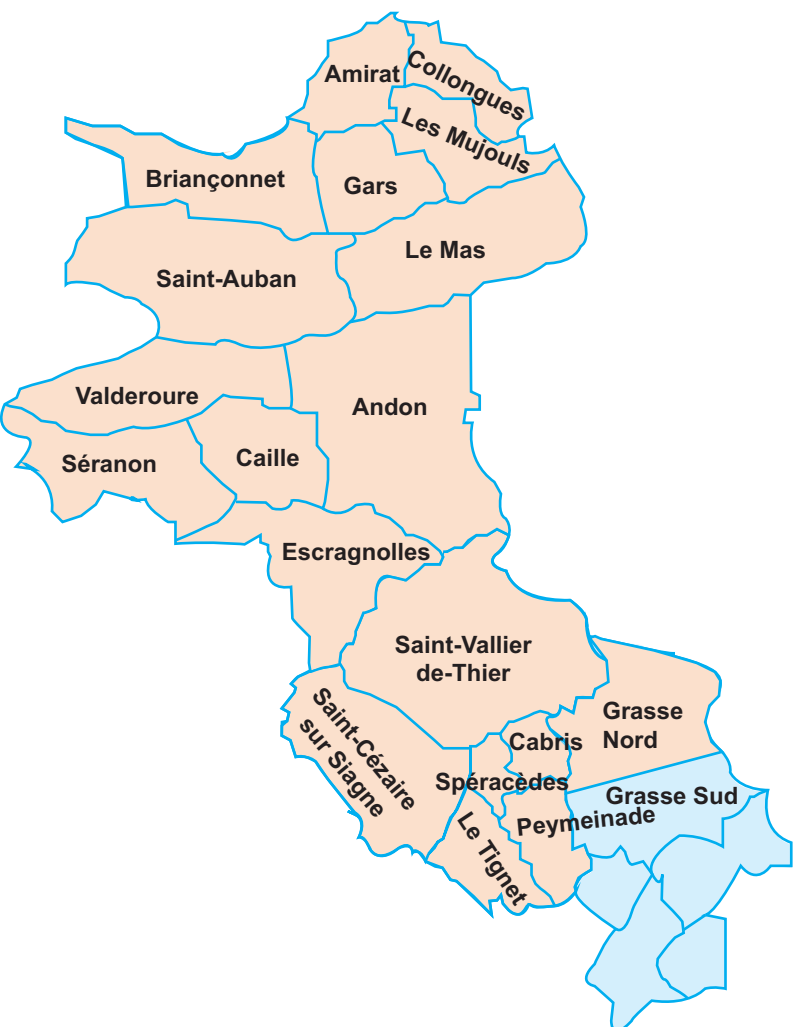 Amirat
Collongues
Les Mujouls
Briançonnet
Gars
Le Mas
Saint-Auban
Valderoure
Andon
Séranon
Caille
Escragnolles
Saint-Vallier
de-Thier
Saint-Cézaire
sur Siagne
Grasse
Nord
Cabris
Spéracèdes
Grasse Sud
Peymeinade
Le Tignet